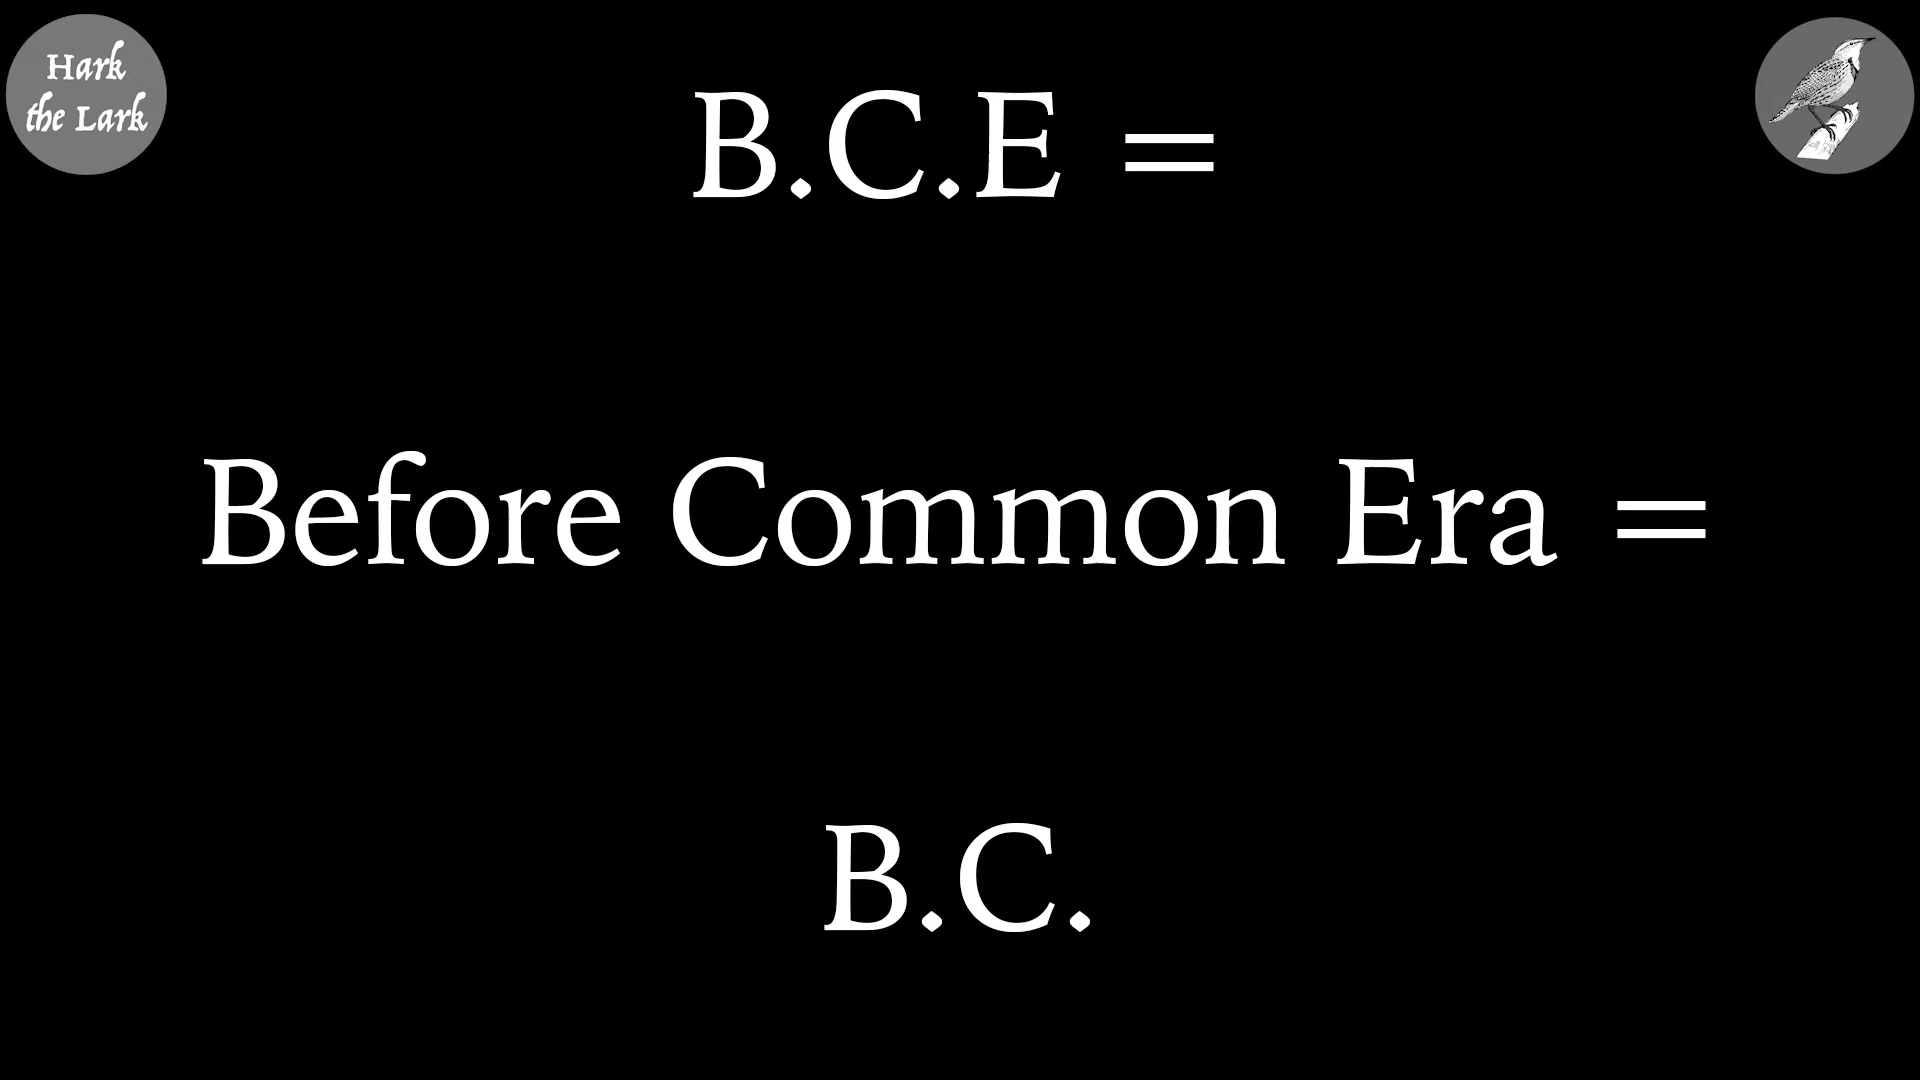 Hark
the Lark
B.C.E =
Before Common Era =
B.C.